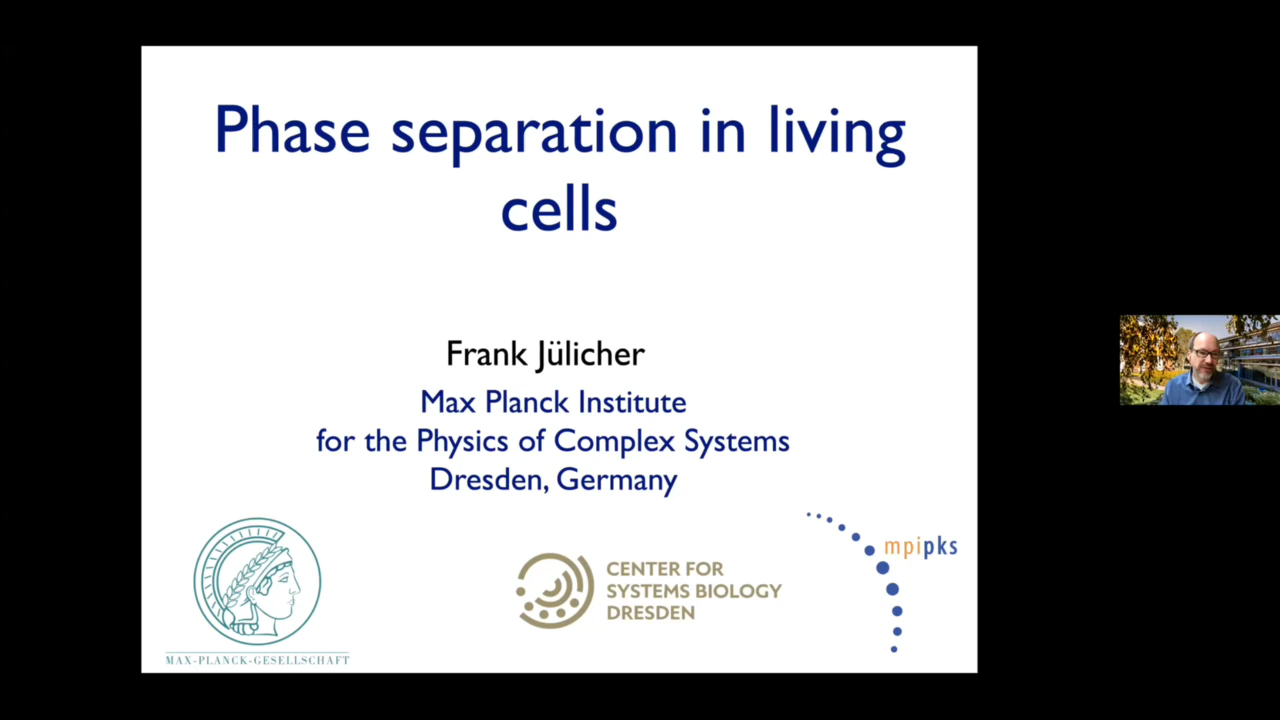 Phase separation in living
cells
Frank Jülicher
Max Planck Institute
for the Physics of Complex Systems
Dresden, Germany
MAX-PLANCK-GESELLSCHAFT
CENTER FOR
SYSTEMS BIOLOGY
DRESDEN
mpipks